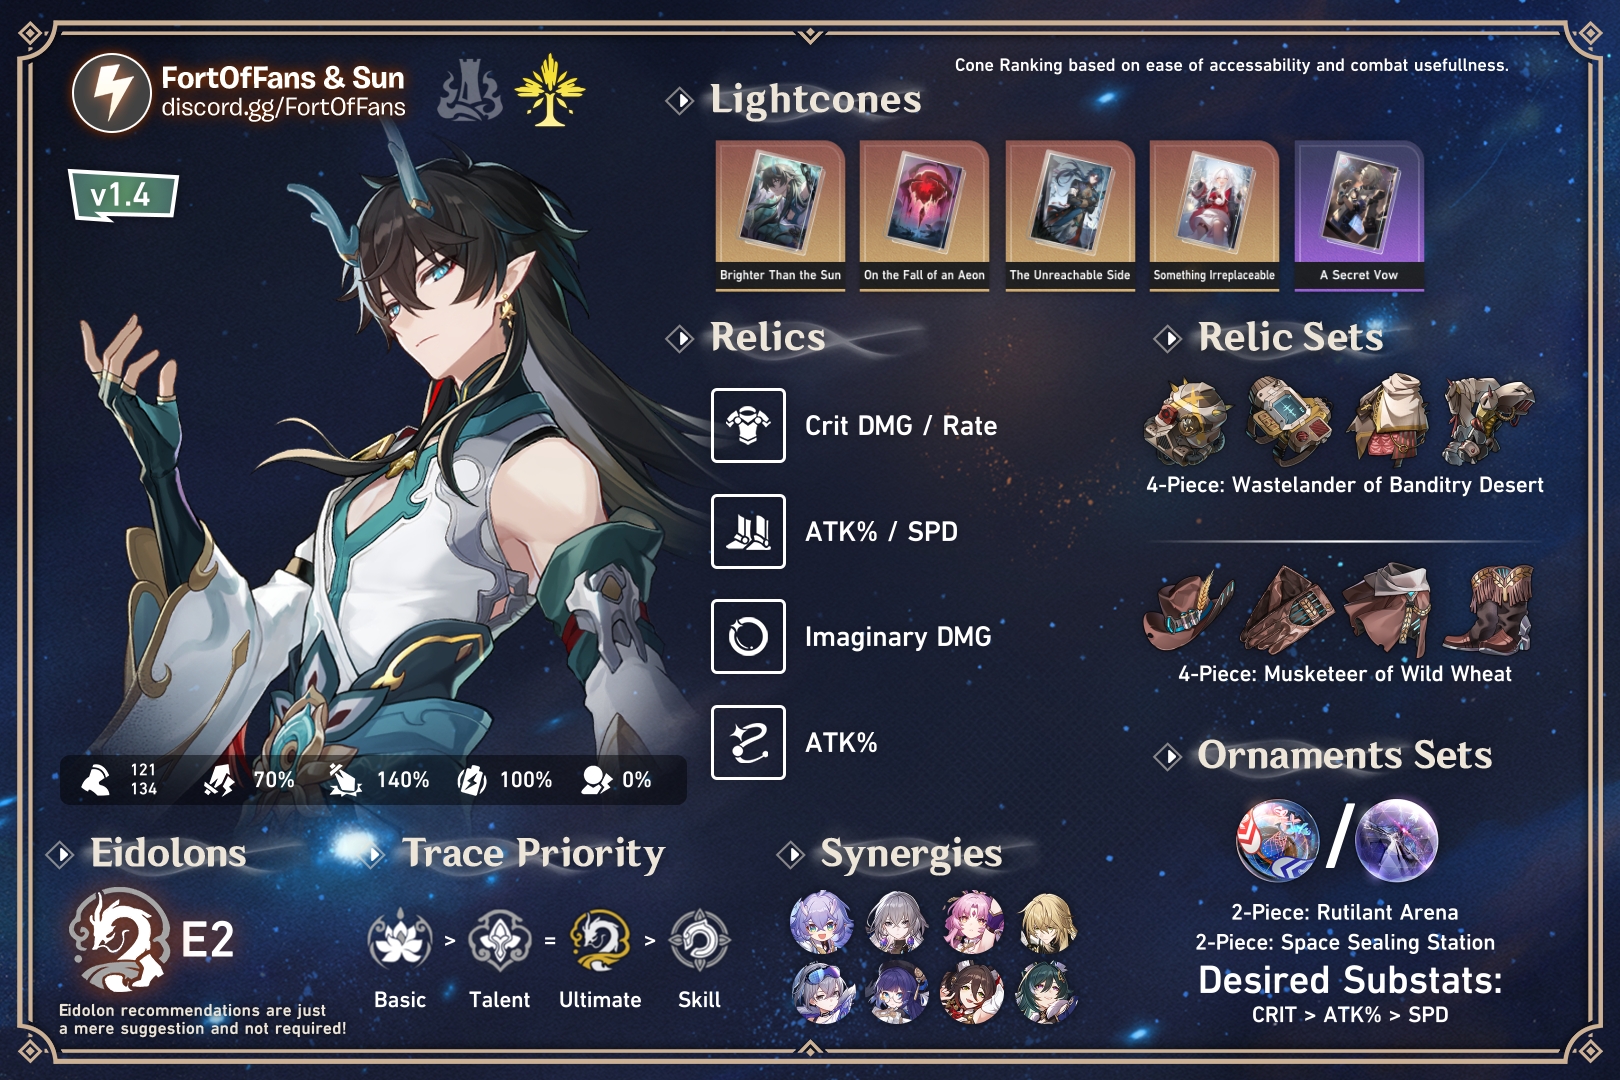 FortOfFans & Sun
discord.gg/FortOfFans
v1.4
Cone Ranking based on ease of accessability and combat usefullness.
Lightcones
Brighter Than the Sun
On the Fall of an Aeon
The Unreachable Side
Something Irreplaceable
A Secret Vow
Relics
Crit DMG / Rate
ATK% / SPD
Imaginary DMG
ATK%
Relic Sets
4-Piece: Wastelander of Banditry Desert
4-Piece: Musketeer of Wild Wheat
Ornaments Sets
/
2-Piece: Rutilant Arena
2-Piece: Space Sealing Station
Desired Substats:
CRIT > ATK% > SPD
121
134
70%
140%
100%
0%
Eidolons
E2
Eidolon recommendations are just
a mere suggestion and not required!
Trace Priority
> = >
Basic Talent Ultimate Skill
Synergies